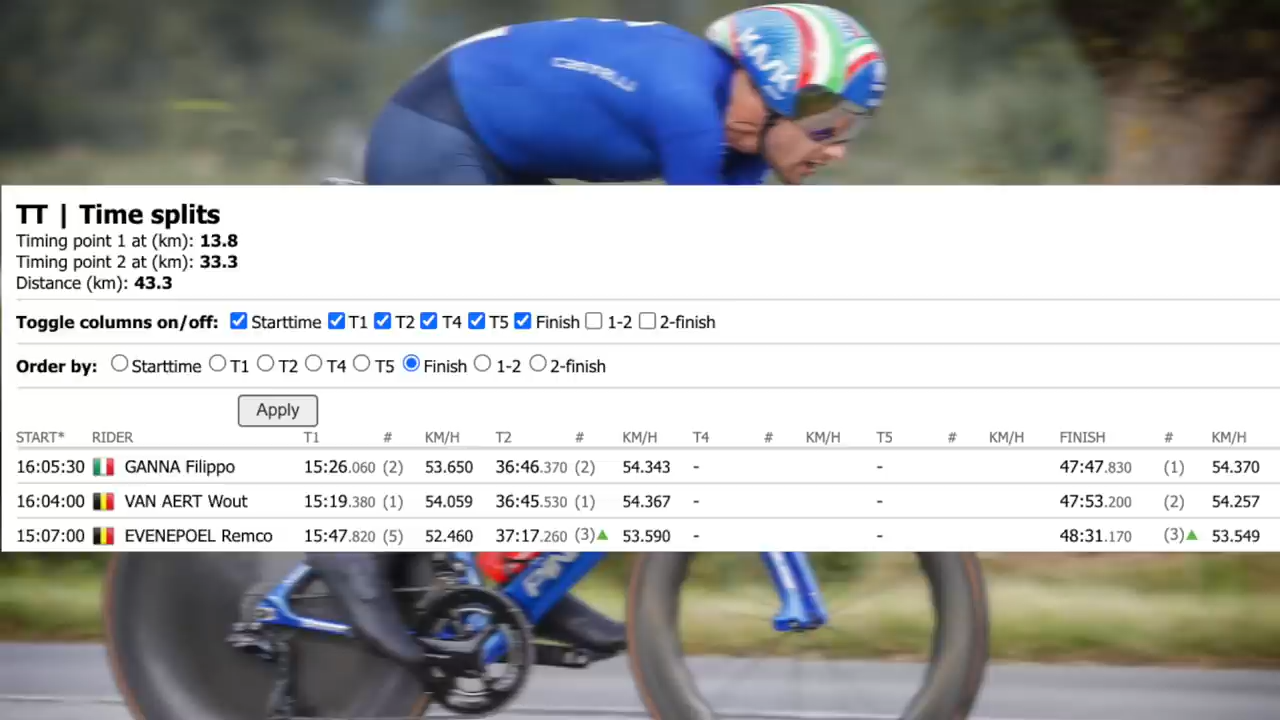 KASK
Castelli
TT | Time splits
Timing point 1 at (km): 13.8
Timing point 2 at (km): 33.3
Distance (km): 43.3
Toggle columns on/off: Starttime T1 T2 T4 T5 Finish 1-2 2-finish
Order by: Starttime T1 T2 T4 T5 Finish 1-2 2-finish
Apply
START* RIDER T1 # KM/H T2 # KM/H T4 # KM/H T5 # KM/H FINISH # KM/H
16:05:30 GANNA Filippo 15:26.060 (2) 53.650 36:46.370 (2) 54.343 - - 47:47.830 (1) 54.370
16:04:00 VAN AERT Wout 15:19.380 (1) 54.059 36:45.530 (1) 54.367 - - 47:53.200 (2) 54.257
15:07:00 EVENEPOEL Remco 15:47.820 (5) 52.460 37:17.260 (3)▲ 53.590 - - 48:31.170 (3)▲ 53.549